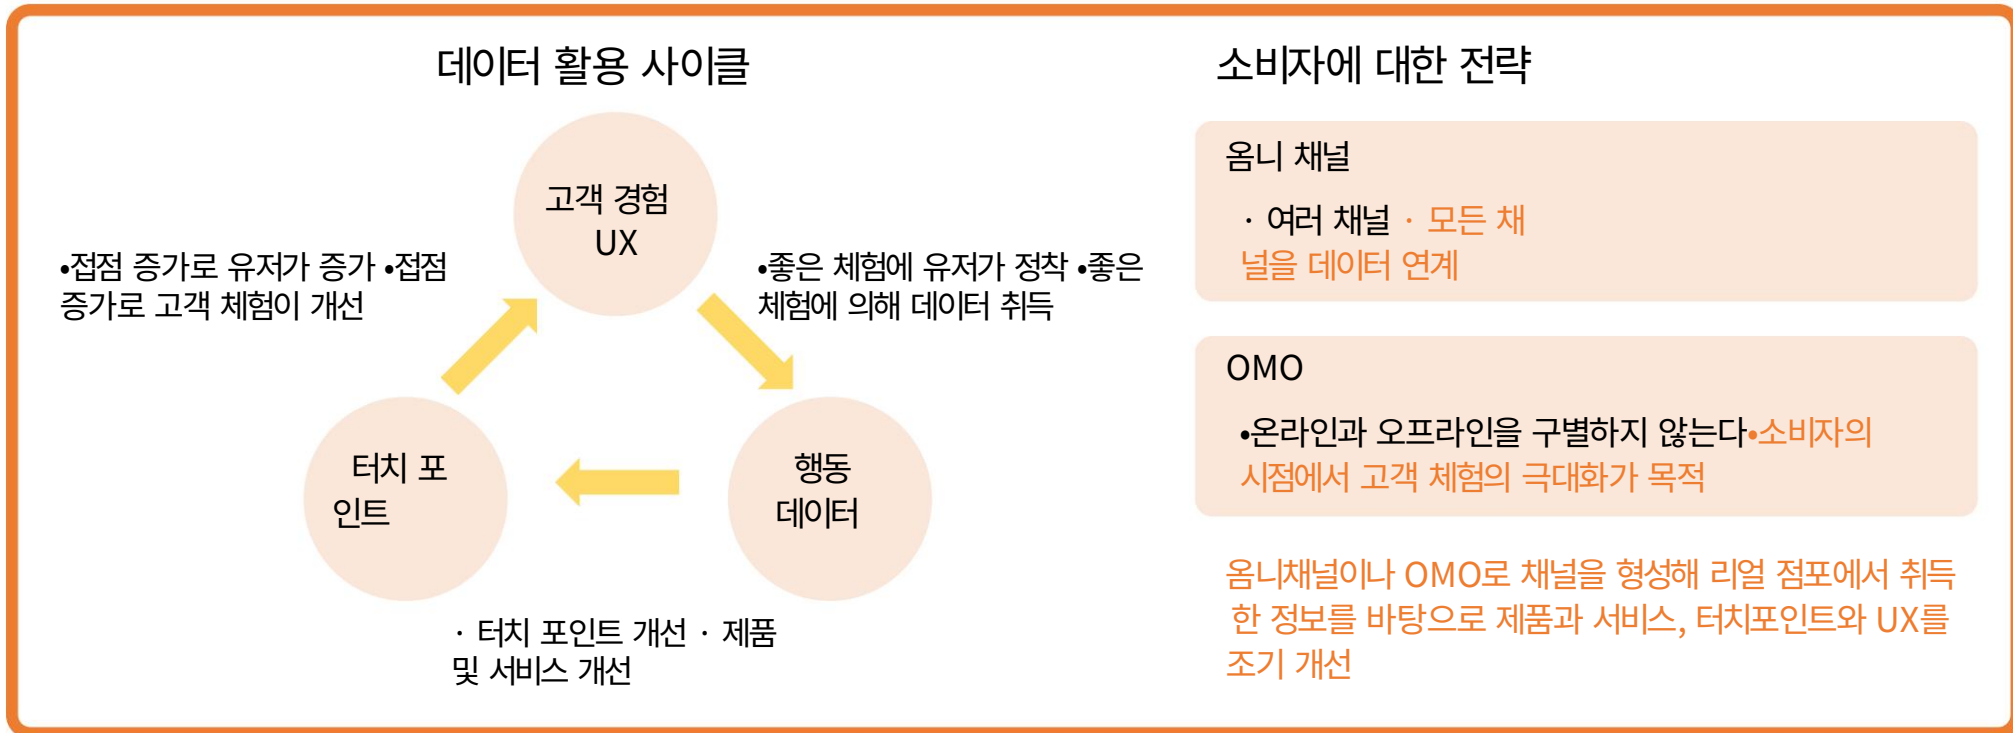 데이터 활용 사이클
고객 경험
UX
•접점 증가로 유저가 증가 •접점
증가로 고객 체험이 개선
•좋은 체험에 유저가 정착 •좋은
체험에 의해 데이터 취득
터치 포
인트
행동
데이터
· 터치 포인트 개선 · 제품
및 서비스 개선
소비자에 대한 전략
옴니 채널
· 여러 채널 · 모든 채
널을 데이터 연계
OMO
•온라인과 오프라인을 구별하지 않는다•소비자의
시점에서 고객 체험의 극대화가 목적
옴니채널이나 OMO로 채널을 형성해 리얼 점포에서 취득
한 정보를 바탕으로 제품과 서비스, 터치포인트와 UX를
조기 개선